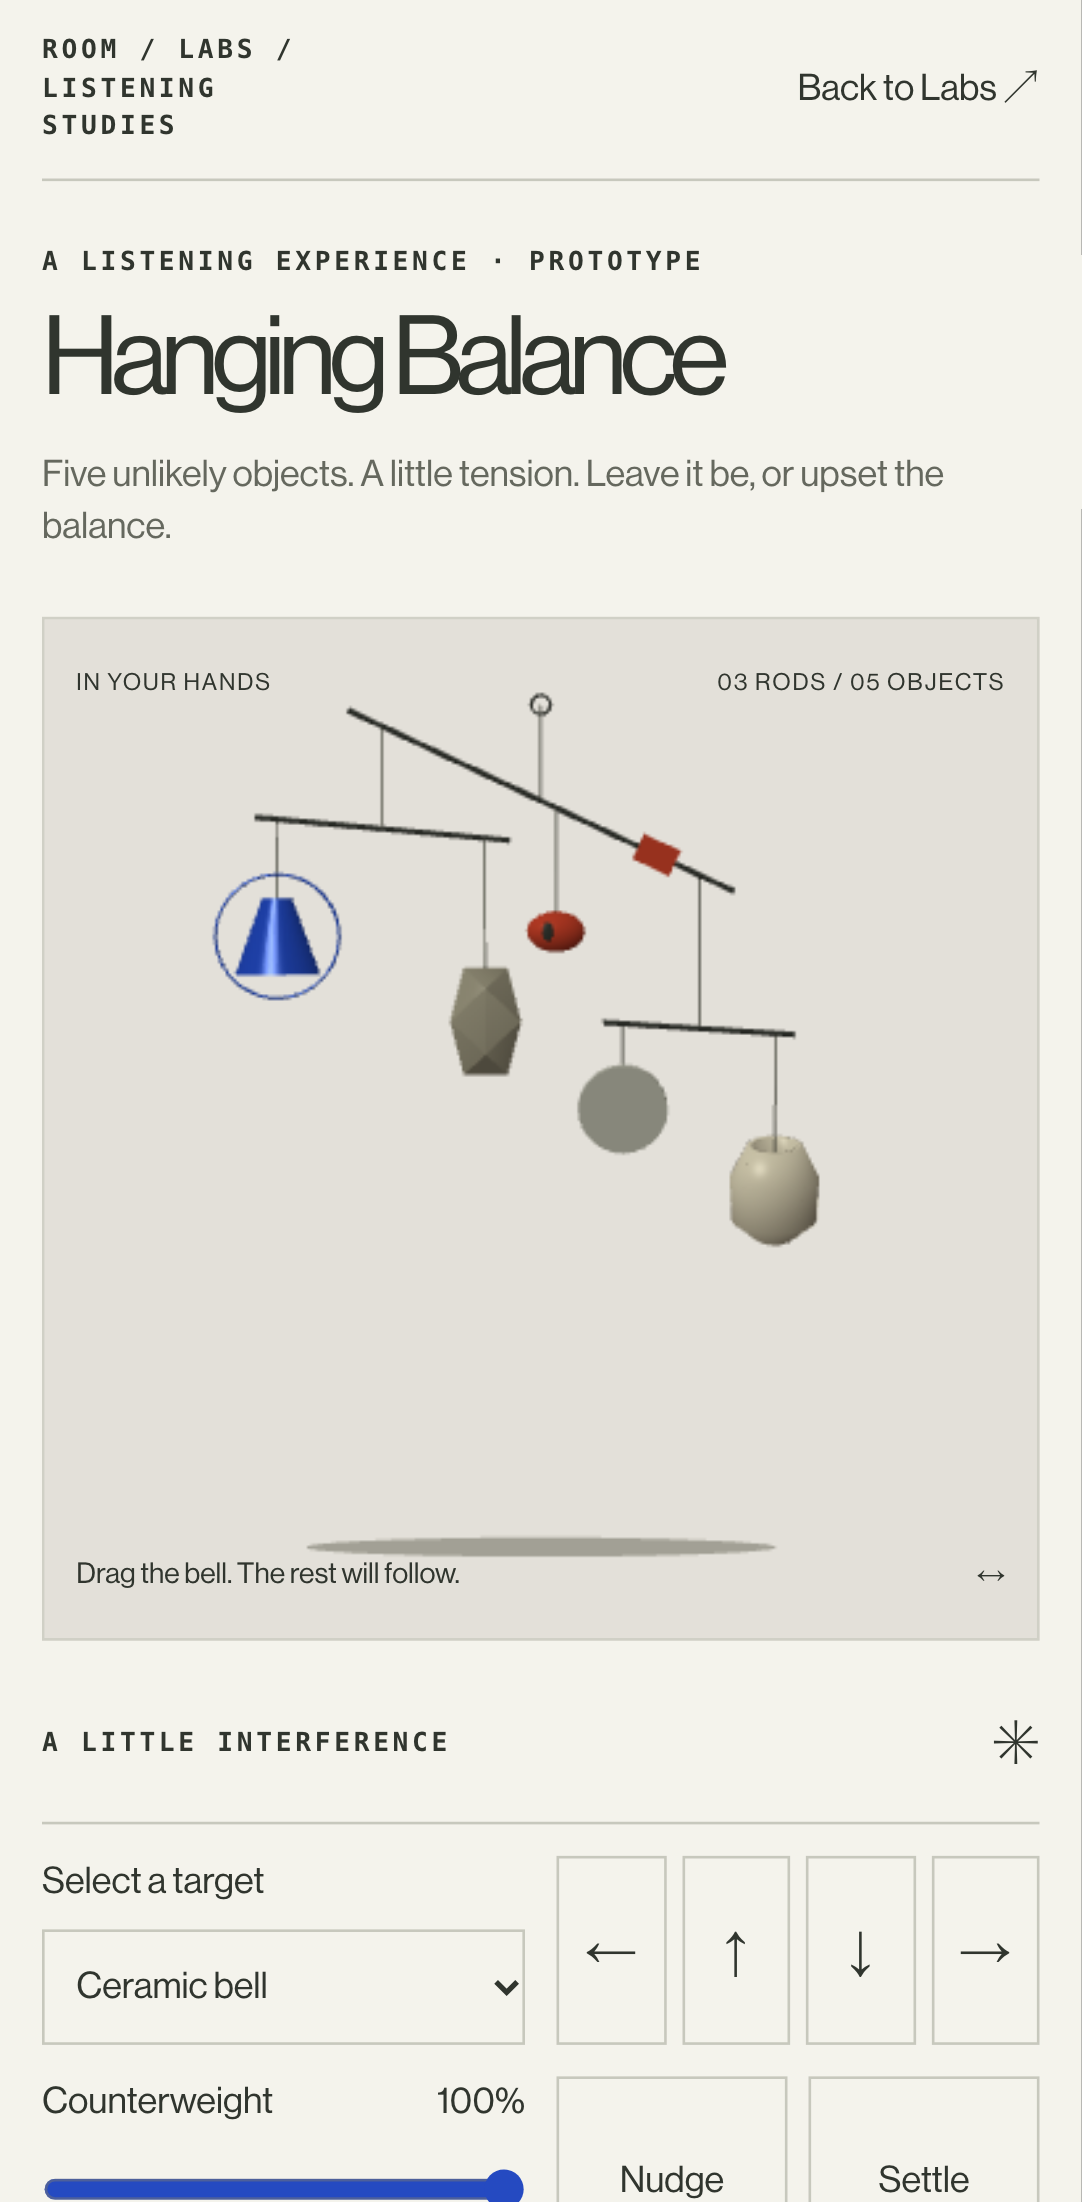 ROOM / LABS /
LISTENING
STUDIES
Back to Labs ↗
A LISTENING EXPERIENCE · PROTOTYPE
Hanging Balance
Five unlikely objects. A little tension. Leave it be, or upset the
balance.
IN YOUR HANDS
03 RODS / 05 OBJECTS
Drag the bell. The rest will follow.
↔
A LITTLE INTERFERENCE
Select a target
Ceramic bell
← ↑ ↓ →
Counterweight 100%
Nudge
Settle